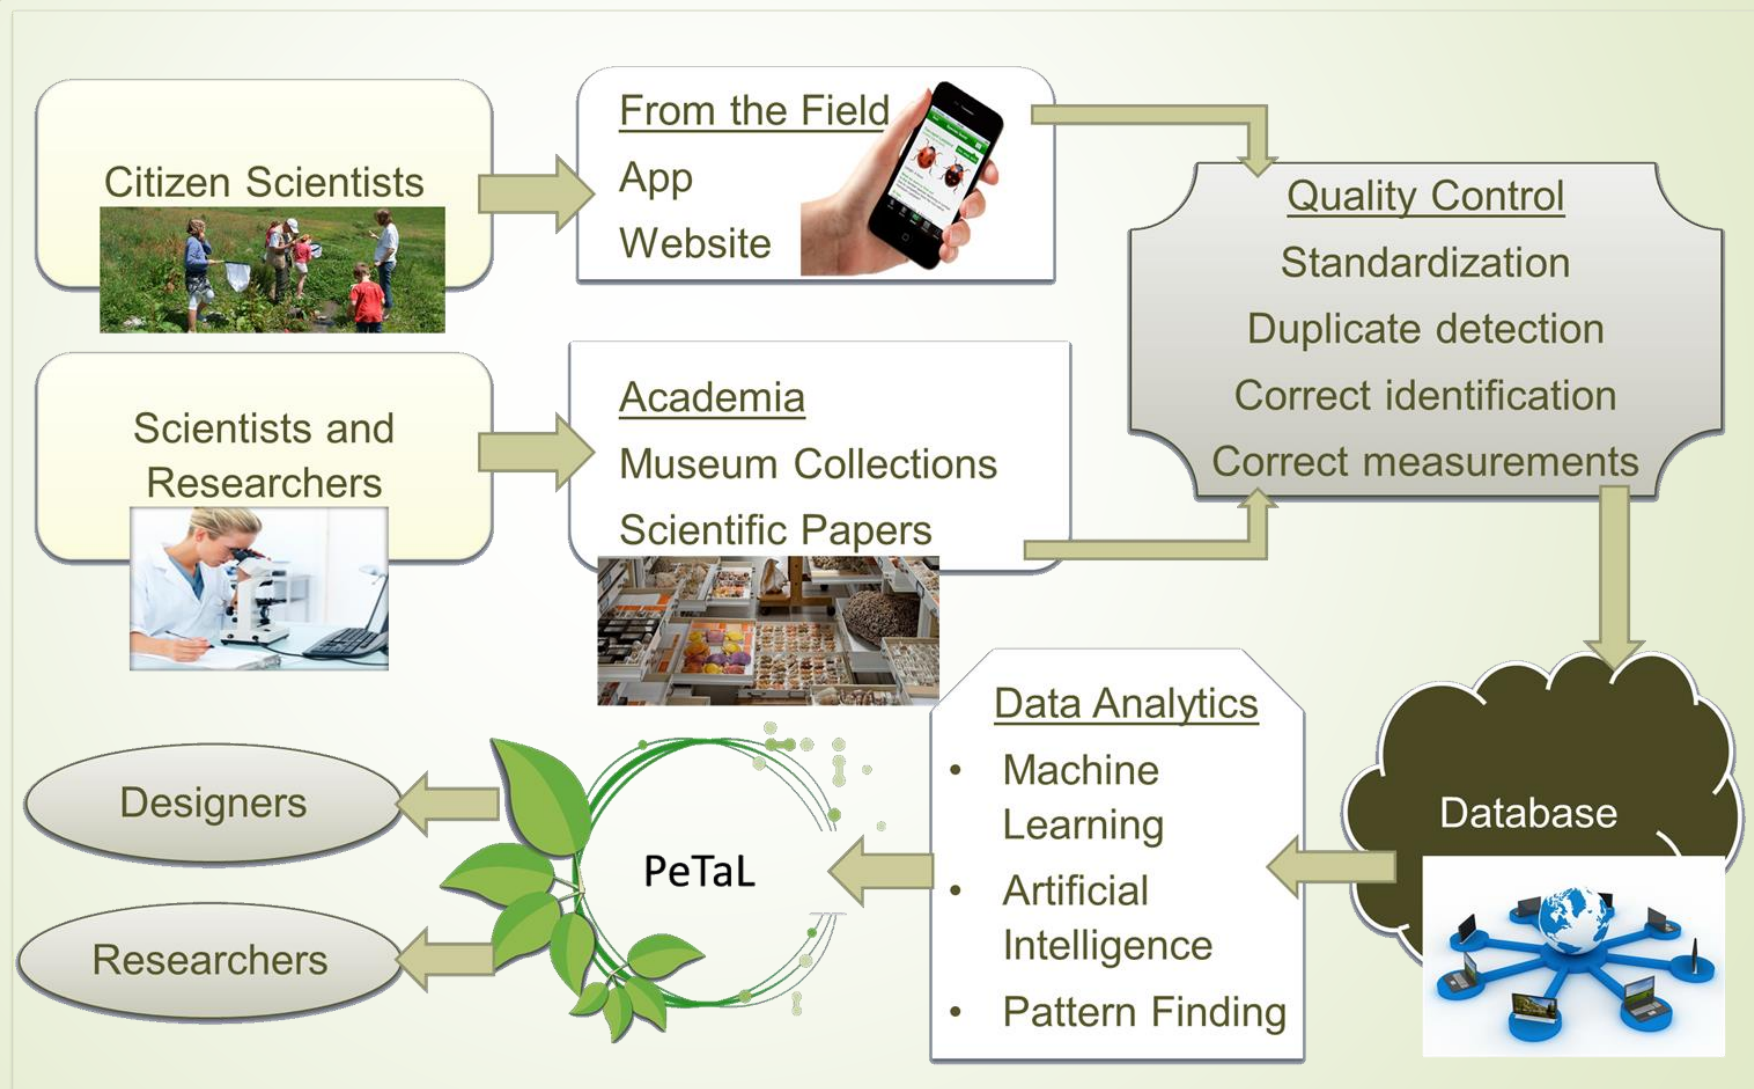 Citizen Scientists
From the Field
App
Website
Quality Control
Standardization
Duplicate detection
Correct identification
Correct measurements
Scientists and
Researchers
Academia
Museum Collections
Scientific Papers
Database
Data Analytics
• Machine
Learning
• Artificial
Intelligence
• Pattern Finding
PeTaL
Designers
Researchers